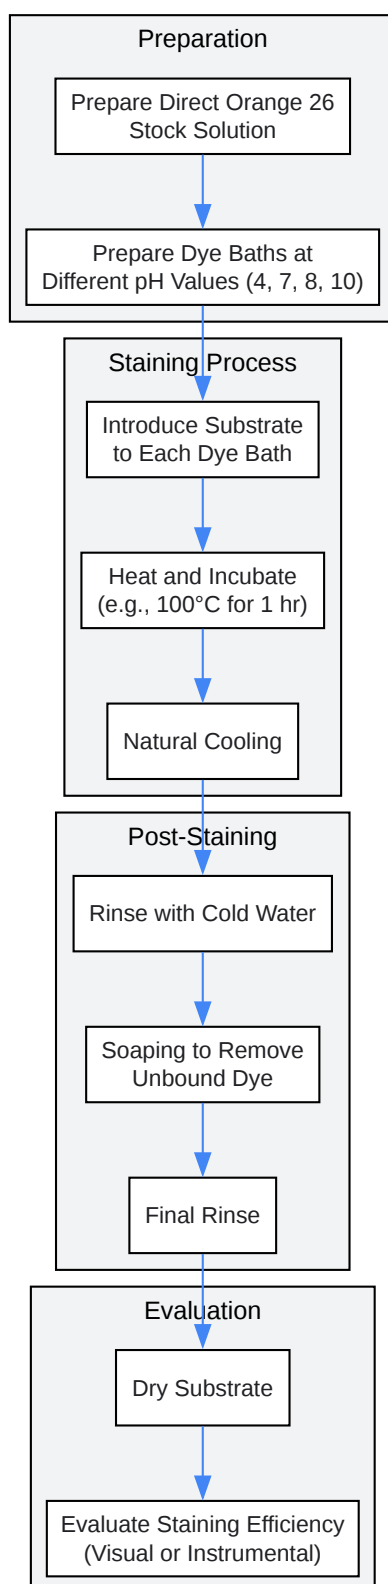 Preparation
Prepare Direct Orange 26
Stock Solution
Prepare Dye Baths at
Different pH Values (4, 7, 8, 10)
Staining Process
Introduce Substrate
to Each Dye Bath
Heat and Incubate
(e.g., 100°C for 1 hr)
Natural Cooling
Post-Staining
Rinse with Cold Water
Soaping to Remove
Unbound Dye
Final Rinse
Evaluation
Dry Substrate
Evaluate Staining Efficiency
(Visual or Instrumental)